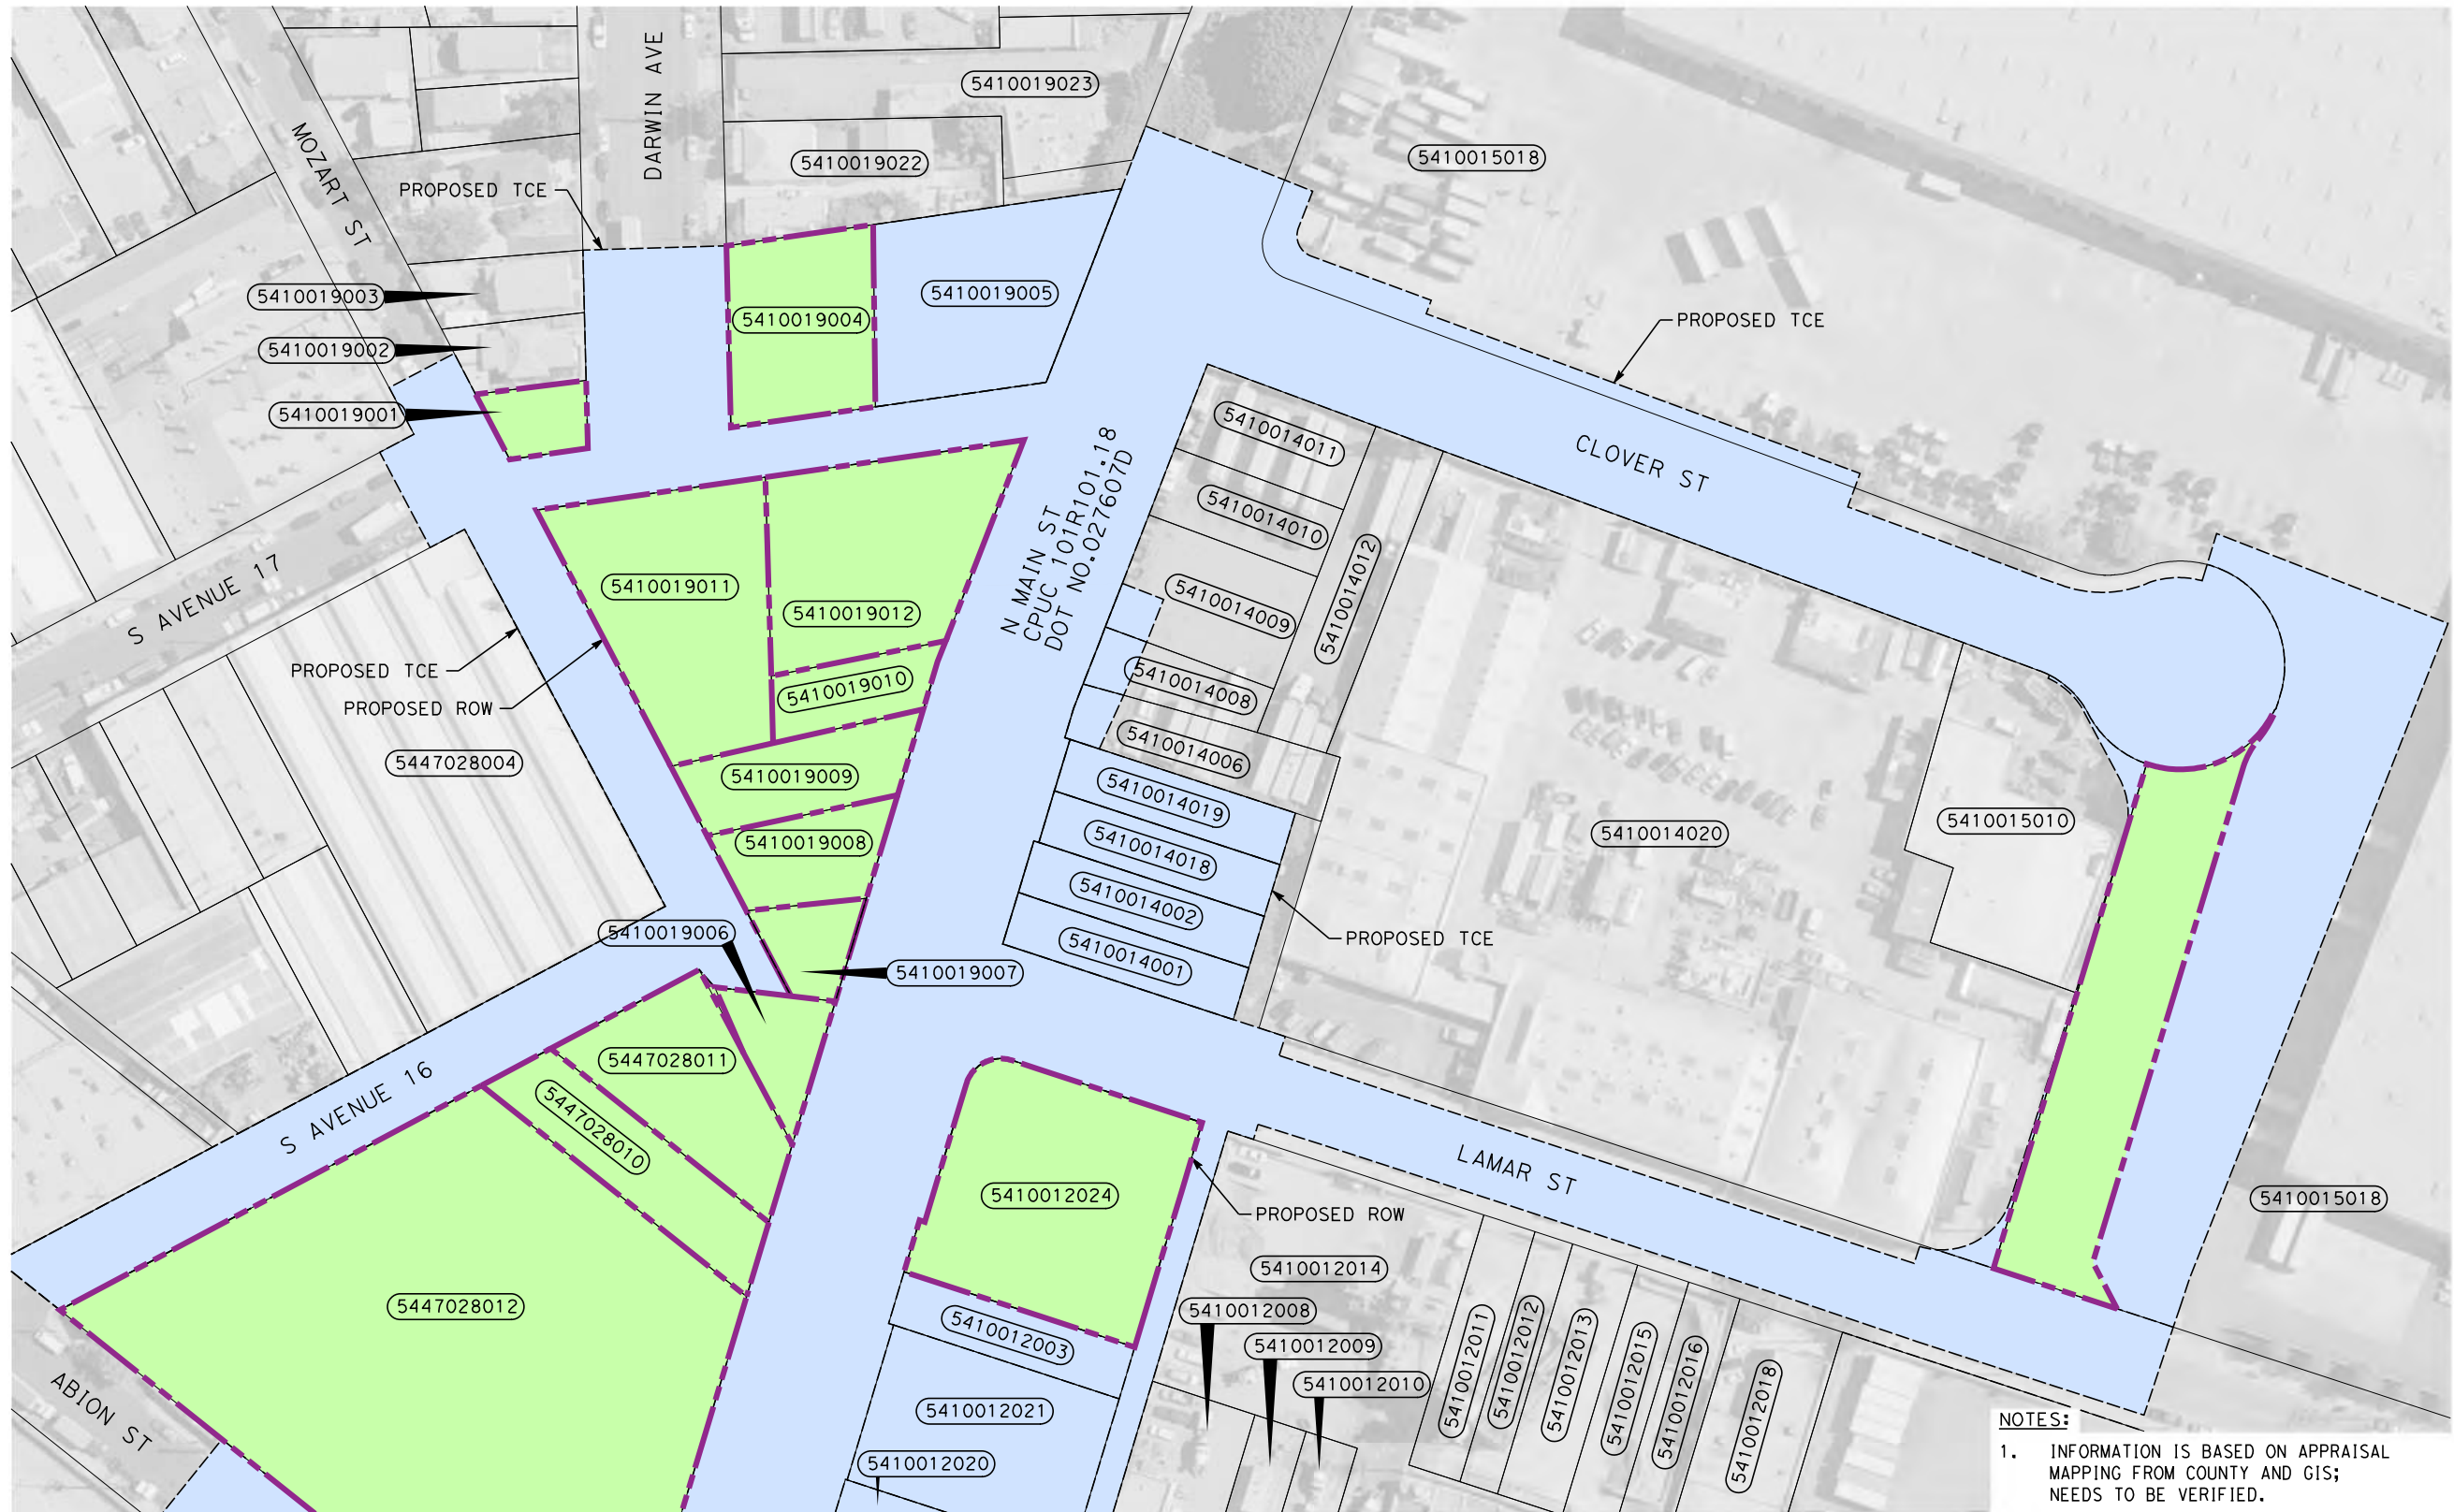 DARWIN AVE
5410019023
MOZART ST
5410019022
5410015018
PROPOSED TCE
5410019003
5410019005
5410019004
PROPOSED TCE
5410019002
5410019001
5410014011
CLOVER ST
N MAIN ST
CPUC 101R101.18
DOT NO.027607D
5410014010
5410014012
S AVENUE 17
5410019011
5410019012
5410014009
PROPOSED TCE
5410019010
5410014008
PROPOSED ROW
5410014006
5447028004
5410019009
5410014019
5410015010
5410014020
5410019008
5410014018
5410014002
5410019006
PROPOSED TCE
5410014001
5410019007
5447028011
S AVENUE 16
5447028010
LAMAR ST
5410012024
5410015018
PROPOSED ROW
5410012014
5447028012
5410012008
5410012003
5410012009
5410012010
5410012011
5410012012
5410012013
5410012015
5410012016
5410012018
ABION ST
5410012021
5410012020
NOTES:
1. INFORMATION IS BASED ON APPRAISAL
MAPPING FROM COUNTY AND GIS;
NEEDS TO BE VERIFIED.